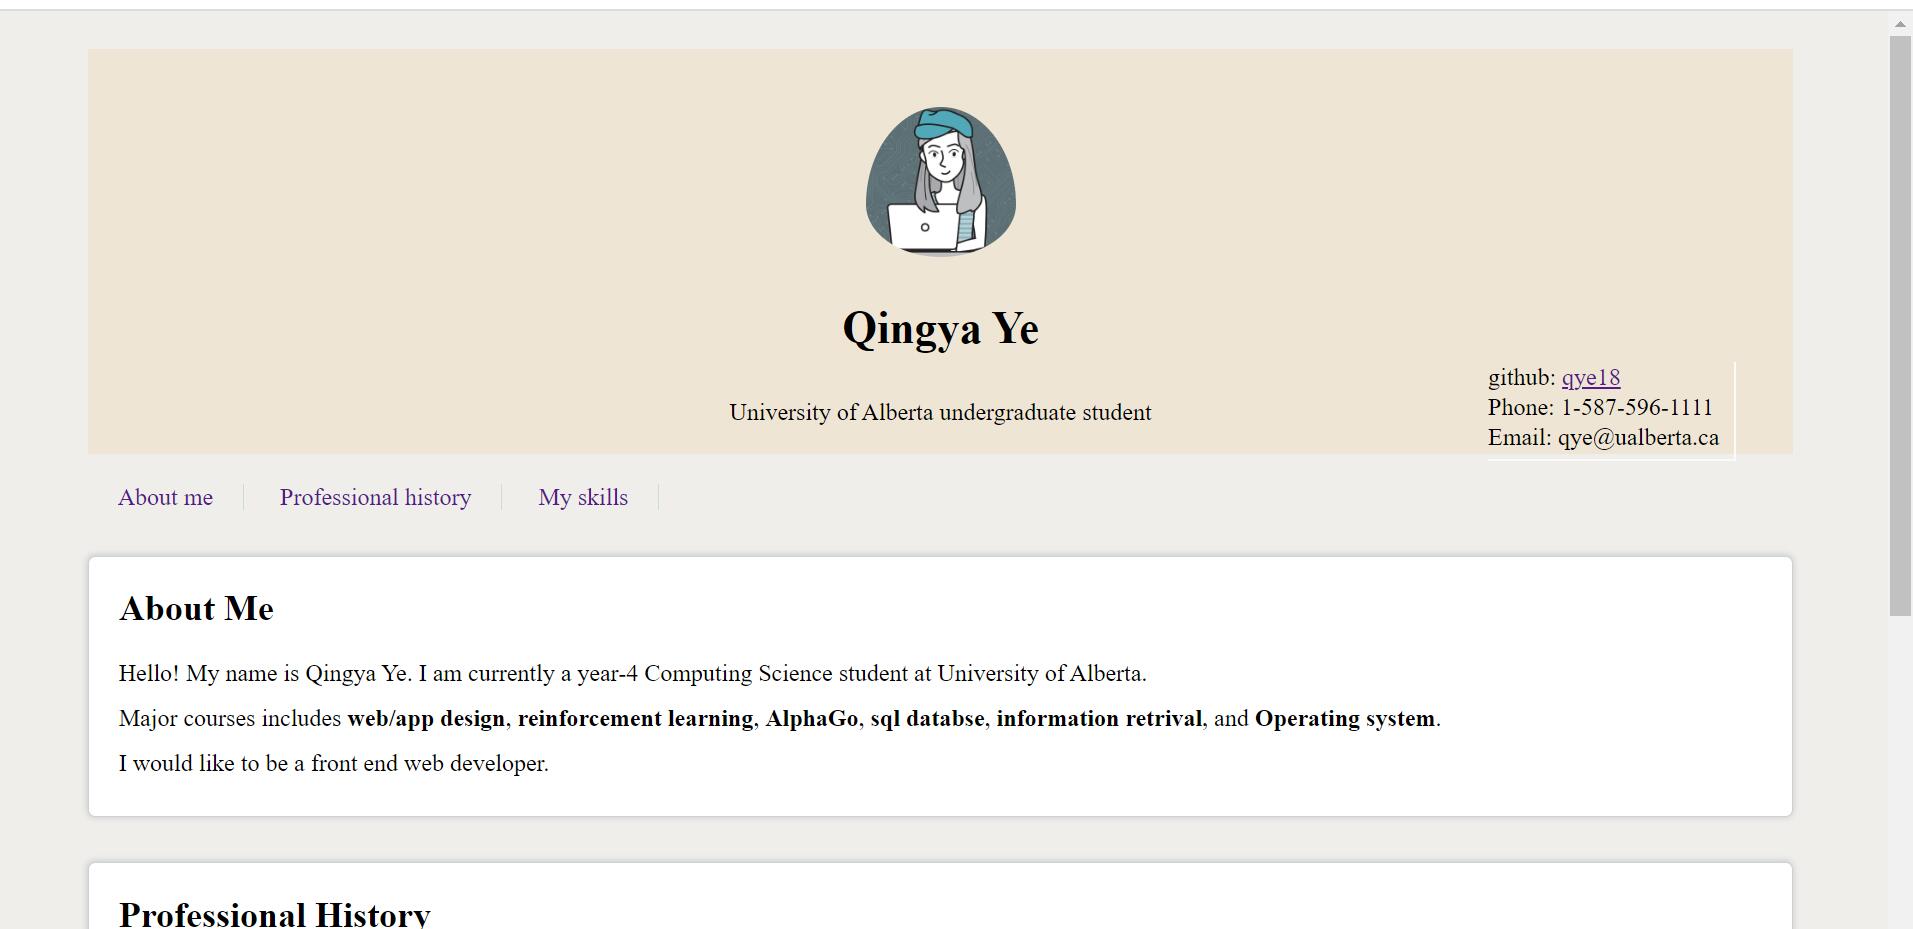 Qingya Ye
University of Alberta undergraduate student
github: qye18
Phone: 1-587-596-1111
Email: qye@ualberta.ca
About me
Professional history
My skills
About Me
Hello! My name is Qingya Ye. I am currently a year-4 Computing Science student at University of Alberta.
Major courses includes web/app design, reinforcement learning, AlphaGo, sql databse, information retrival, and Operating system.
I would like to be a front end web developer.
Professional History